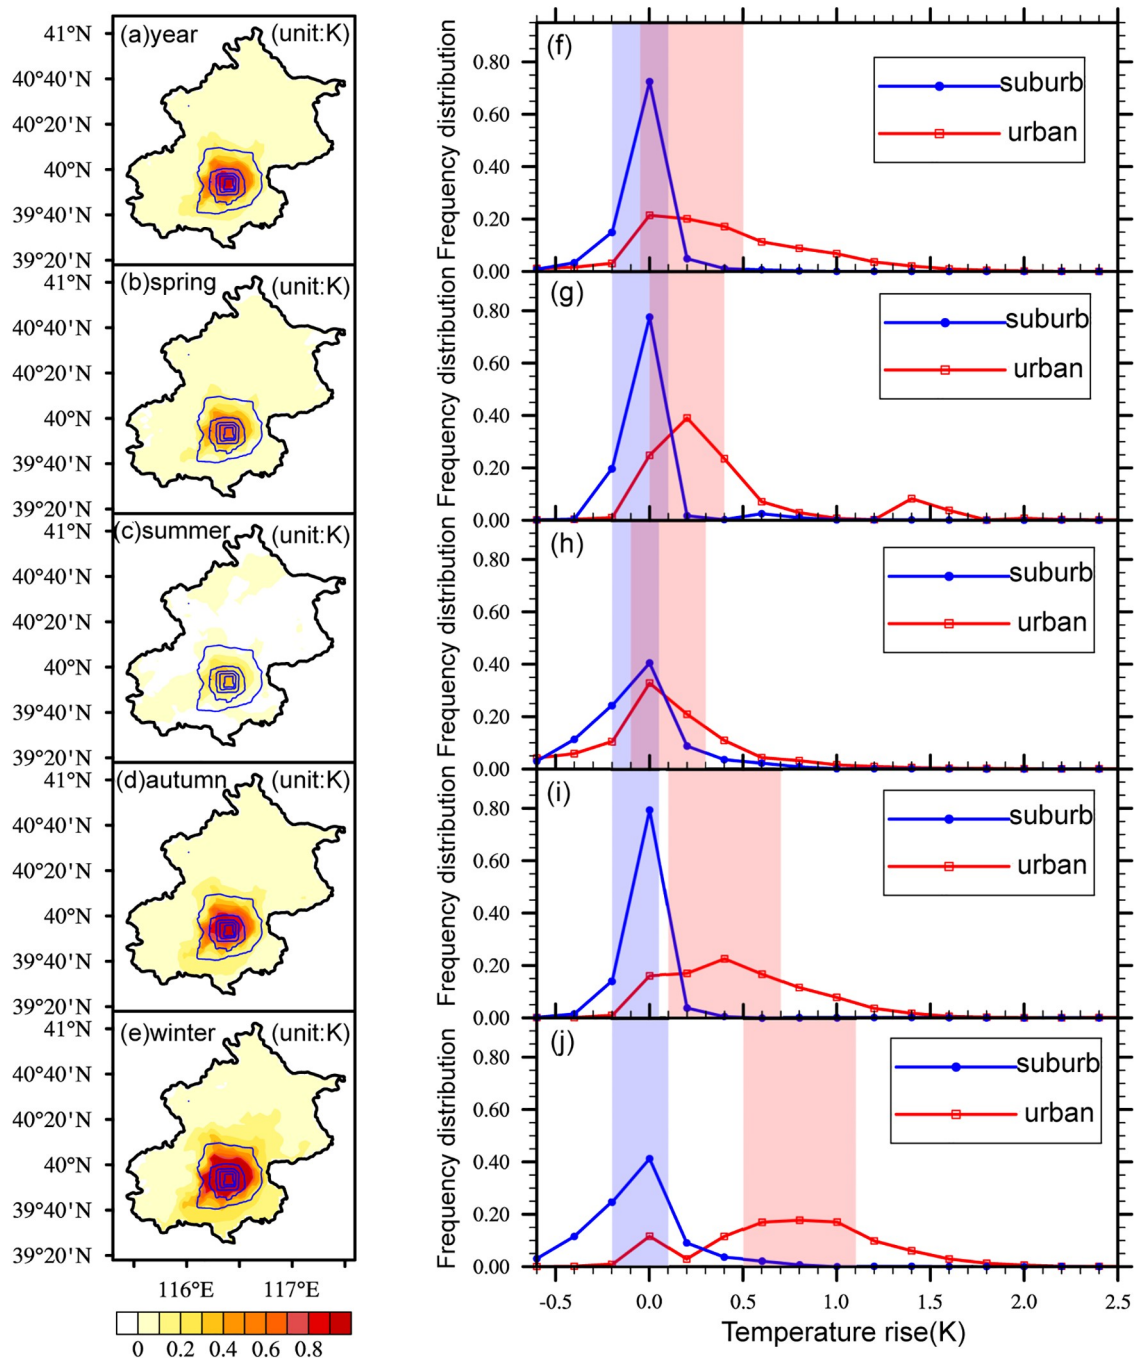 (a)year (unit:K)
41°N
40°40'N
40°20'N
40°N
39°40'N
39°20'N
(b)spring (unit:K)
41°N
40°40'N
40°20'N
40°N
39°40'N
39°20'N
(c)summer (unit:K)
41°N
40°40'N
40°20'N
40°N
39°40'N
39°20'N
(d)autumn (unit:K)
41°N
40°40'N
40°20'N
40°N
39°40'N
39°20'N
(e)winter (unit:K)
41°N
40°40'N
40°20'N
40°N
39°40'N
39°20'N
116°E 117°E
0 0.2 0.4 0.6 0.8
Frequency distribution
(f)
0.80
0.60
0.40
0.20
0.00
suburb
urban
Frequency distribution
(g)
0.80
0.60
0.40
0.20
0.00
suburb
urban
Frequency distribution
(h)
0.80
0.60
0.40
0.20
0.00
suburb
urban
Frequency distribution
(i)
0.80
0.60
0.40
0.20
0.00
suburb
urban
Frequency distribution
(j)
0.80
0.60
0.40
0.20
0.00
suburb
urban
-0.5 0.0 0.5 1.0 1.5 2.0 2.5
Temperature rise(K)